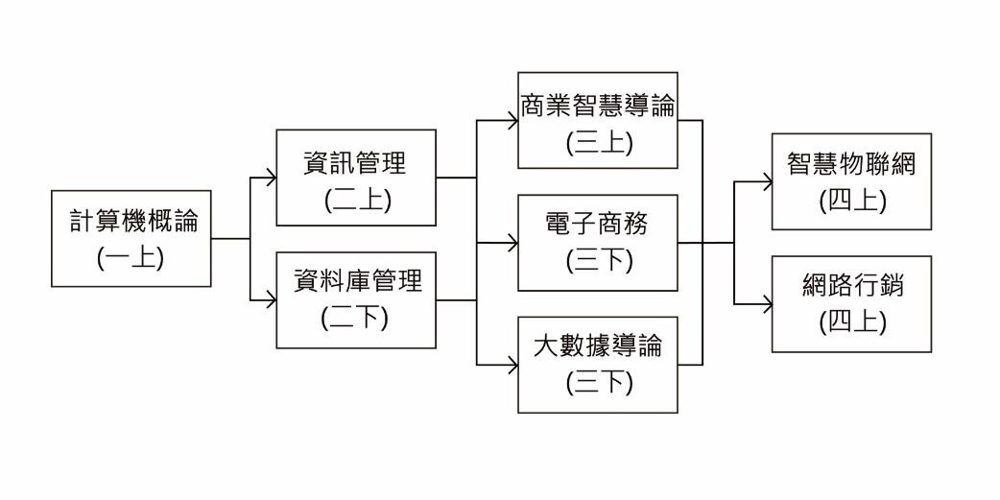 計算機概論
(一上)
資訊管理
(二上)
資料庫管理
(二下)
商業智慧導論
(三上)
電子商務
(三下)
大數據導論
(三下)
智慧物聯網
(四上)
網路行銷
(四上)